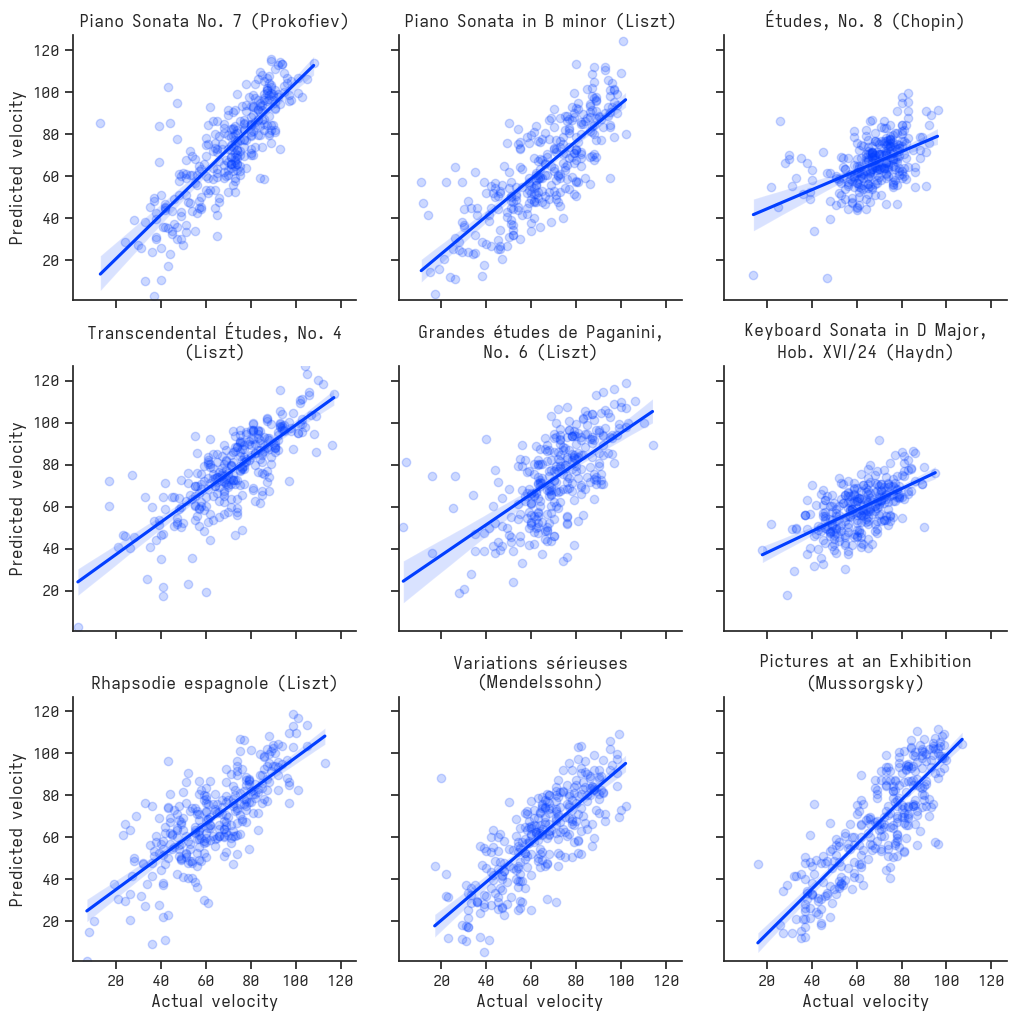 Piano Sonata No. 7 (Prokofiev)
Piano Sonata in B minor (Liszt)
Études, No. 8 (Chopin)
120
100
80
60
40
20
Predicted velocity
Transcendental Études, No. 4
(Liszt)
Grandes études de Paganini,
No. 6 (Liszt)
Keyboard Sonata in D Major,
Hob. XVI/24 (Haydn)
120
100
80
60
40
20
Predicted velocity
Rhapsodie espagnole (Liszt)
Variations sérieuses
(Mendelssohn)
Pictures at an Exhibition
(Mussorgsky)
120
100
80
60
40
20
Predicted velocity
20 40 60 80 100 120
20 40 60 80 100 120
20 40 60 80 100 120
Actual velocity
Actual velocity
Actual velocity